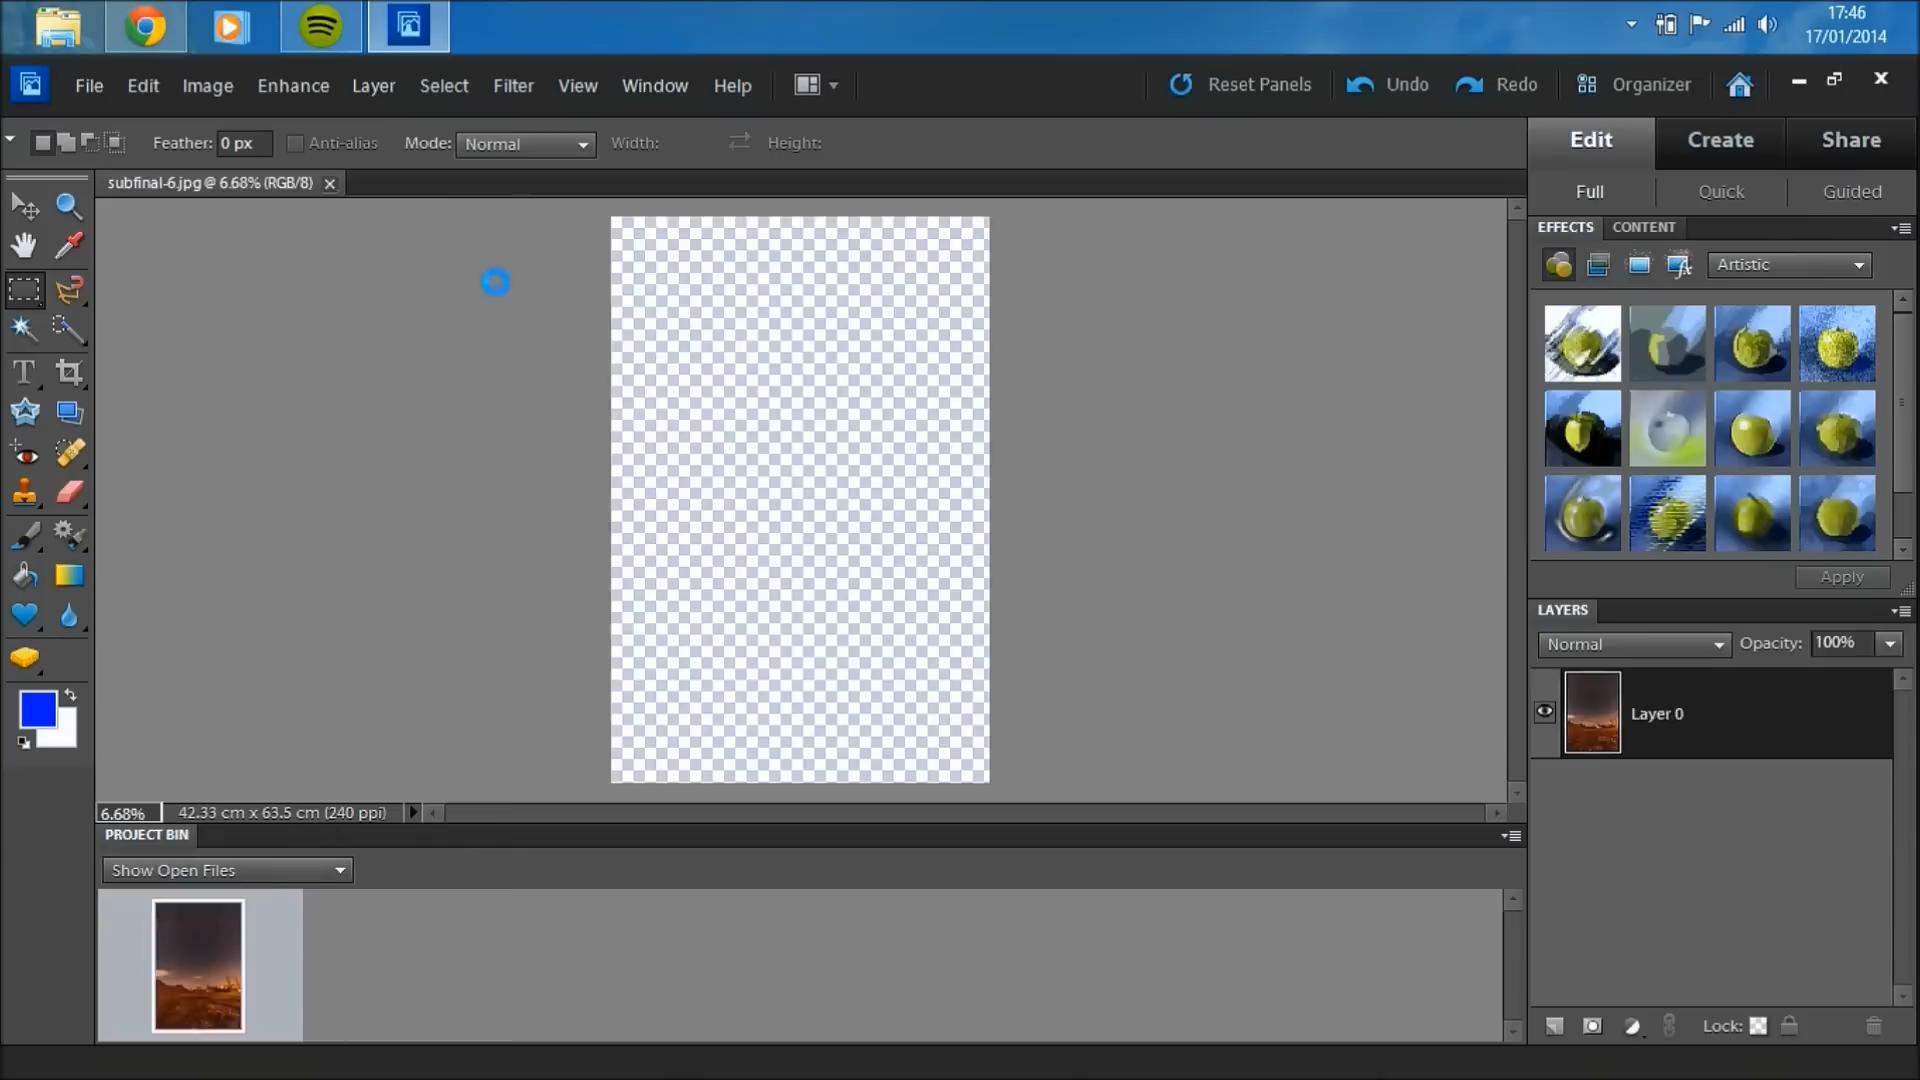 17:46
17/01/2014
File Edit Image Enhance Layer Select Filter View Window Help
Reset Panels Undo Redo Organizer
Feather: 0 px Anti-alias Mode: Normal Width: Height:
Edit Create Share
subfinal-6.jpg @ 6.68% (RGB/8)
Full Quick Guided
EFFECTS CONTENT
Artistic
T
Apply
LAYERS
Normal Opacity: 100%
Layer 0
6.68% 42.33 cm x 63.5 cm (240 ppi)
PROJECT BIN
Show Open Files
Lock: